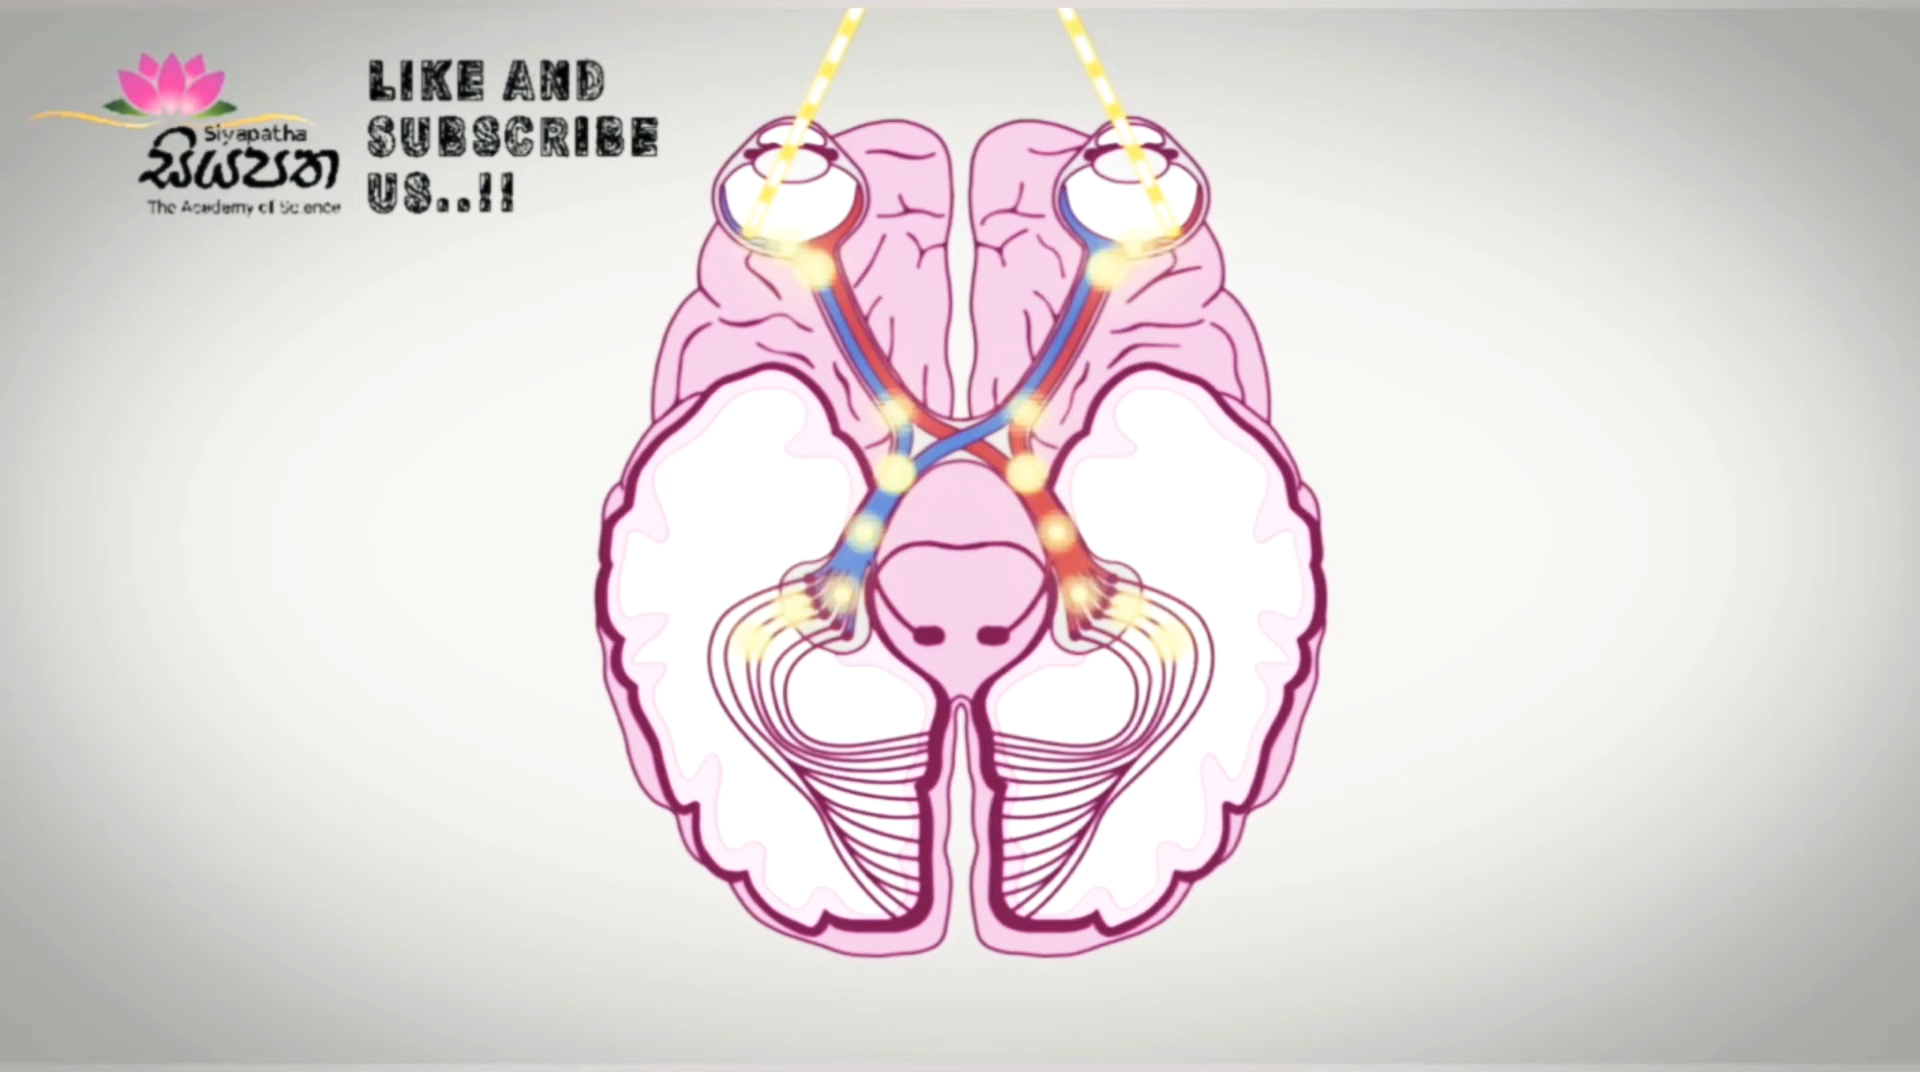 Siyapatha
සියපත
The Academy of Science
LIKE AND
SUBSCRIBE
US..!!